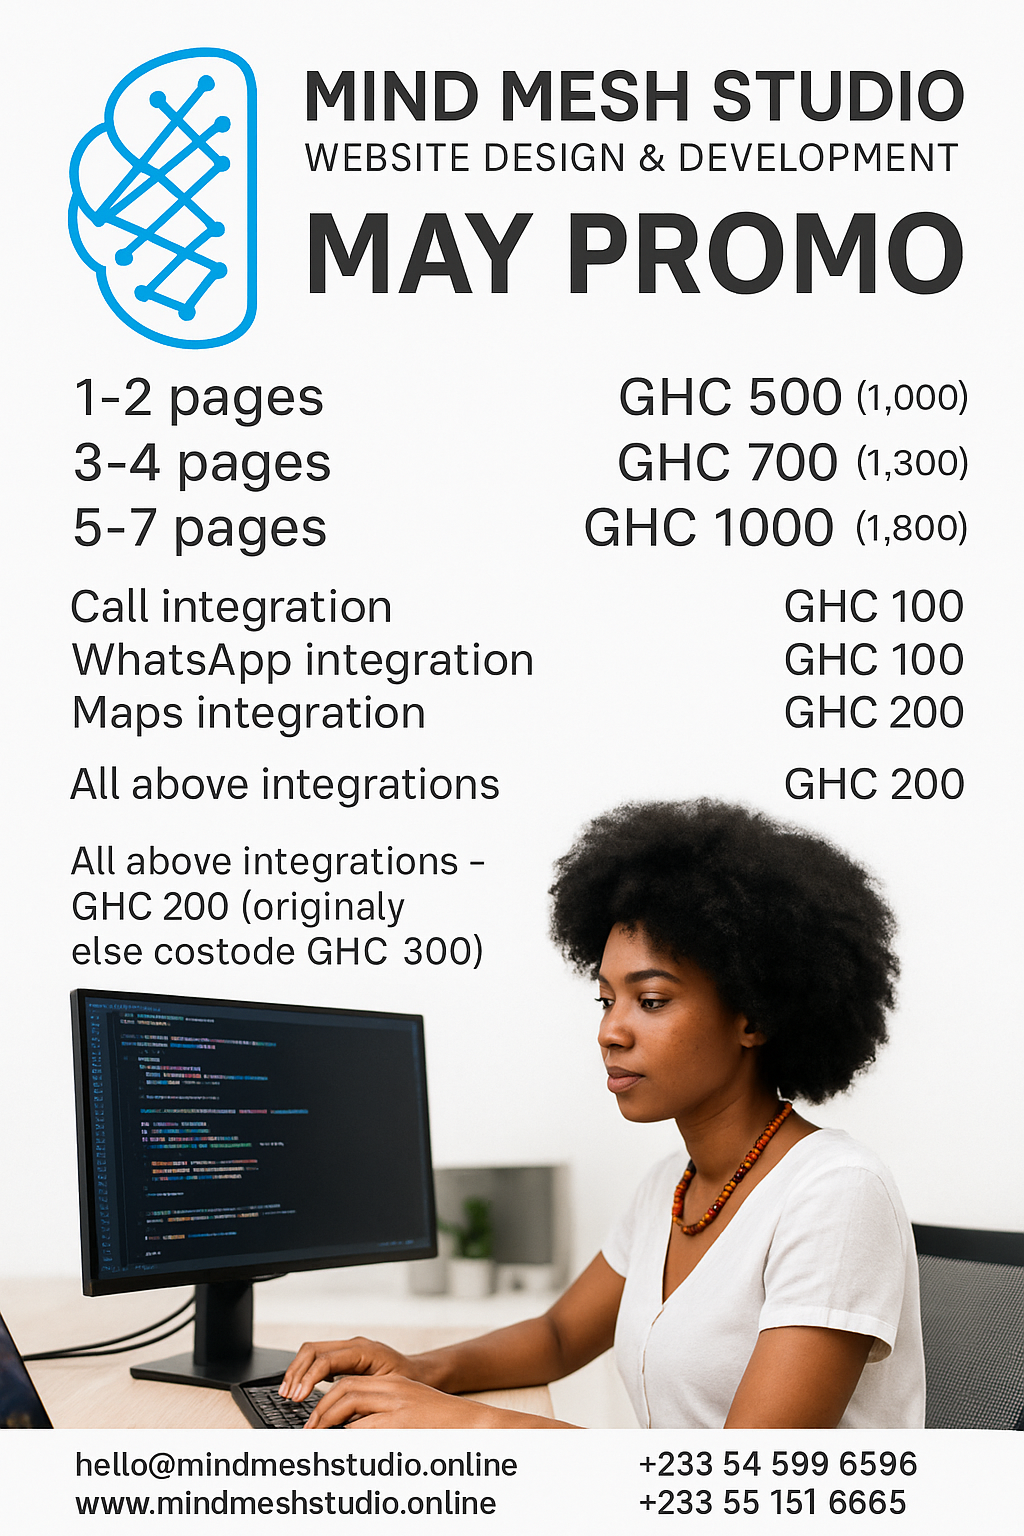 MIND MESH STUDIO
WEBSITE DESIGN & DEVELOPMENT
MAY PROMO
1-2 pages GHC 500 (1,000)
3-4 pages GHC 700 (1,300)
5-7 pages GHC 1000 (1,800)
Call integration GHC 100
WhatsApp integration GHC 100
Maps integration GHC 200
All above integrations GHC 200
All above integrations -
GHC 200 (originaly
else costode GHC 300)
hello@mindmeshstudio.online +233 54 599 6596
www.mindmeshstudio.online +233 55 151 6665